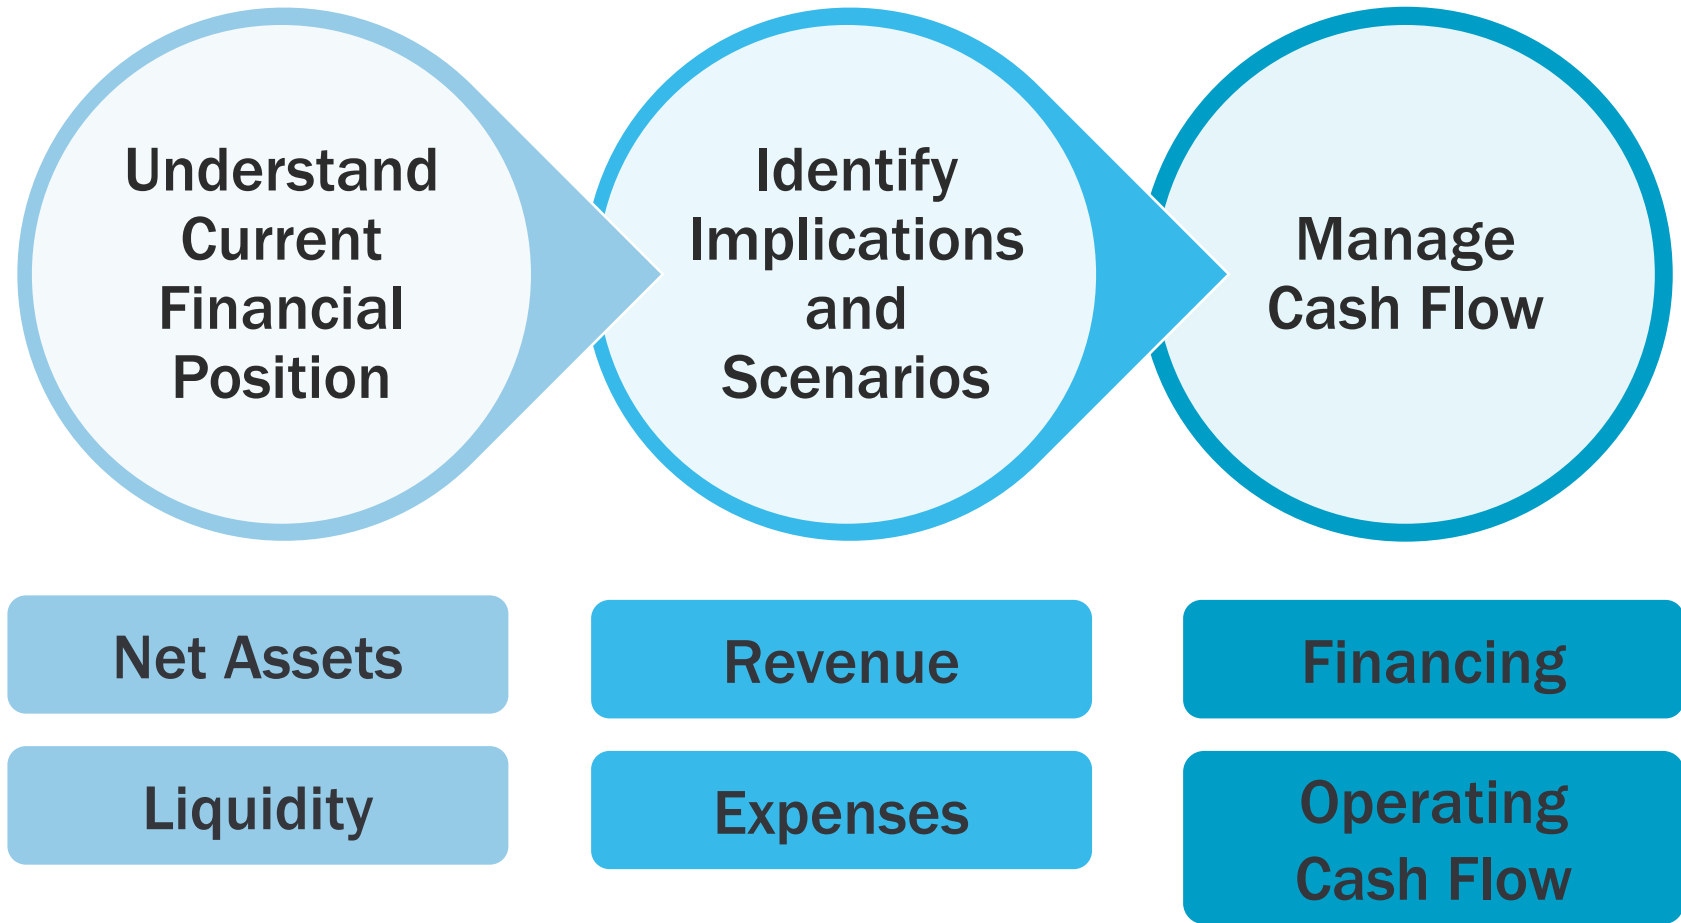 Understand
Current
Financial
Position
Identify
Implications
and
Scenarios
Manage
Cash Flow
Net Assets
Revenue
Financing
Liquidity
Expenses
Operating
Cash Flow